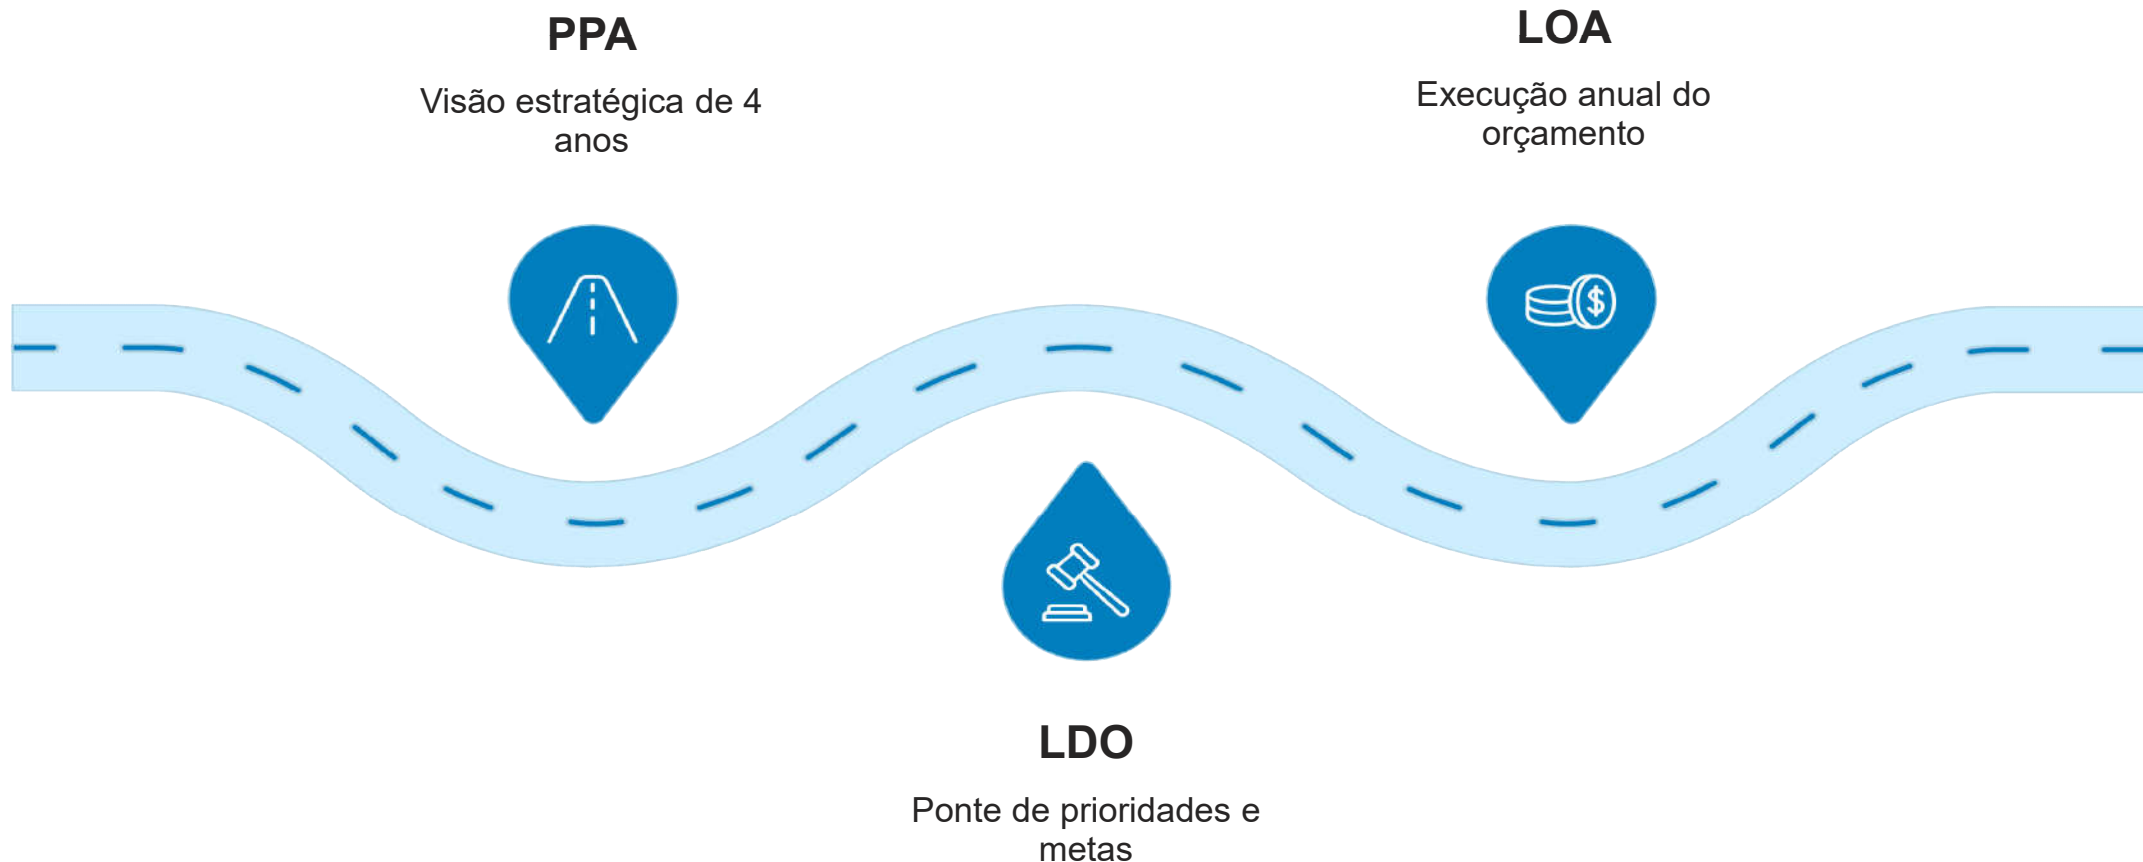 PPA
Visão estratégica de 4
anos
LDO
Ponte de prioridades e
metas
LOA
Execução anual do
orçamento
$